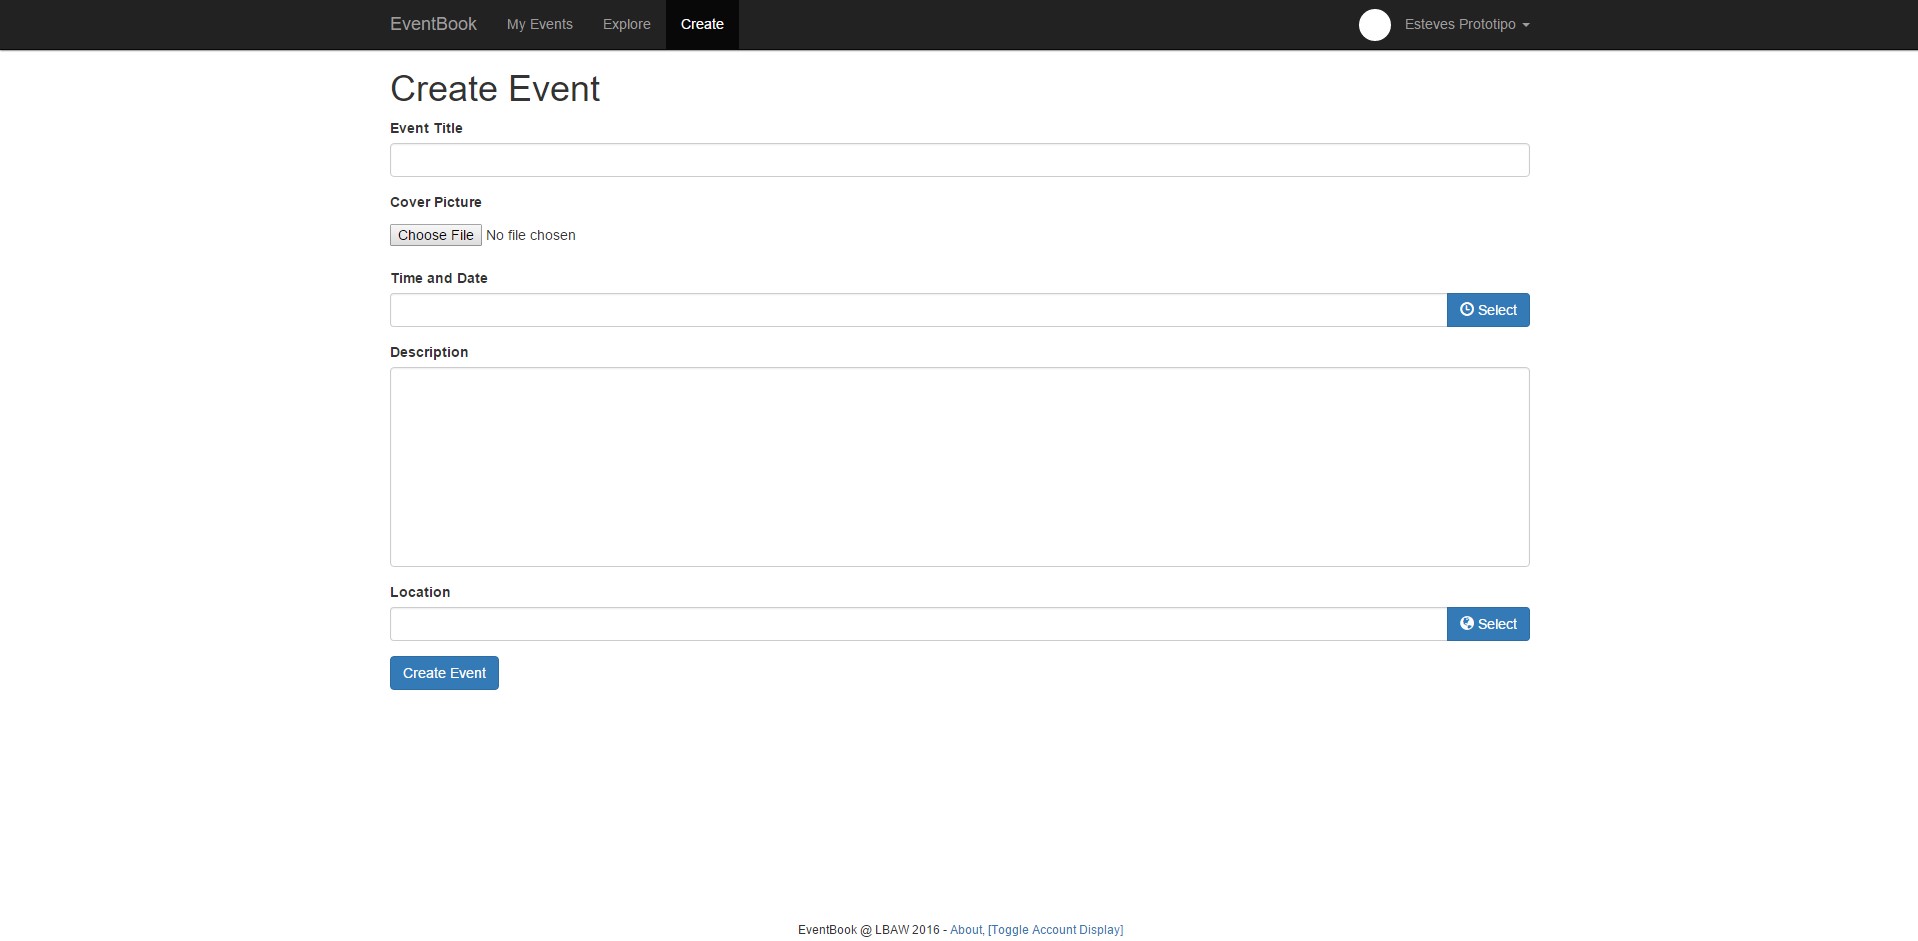 EventBook My Events Explore Create Esteves Prototipo
Create Event
Event Title
Cover Picture
Choose File No file chosen
Time and Date
Select
Description
Location
Select
Create Event
EventBook @ LBAW 2016 - About, [Toggle Account Display]